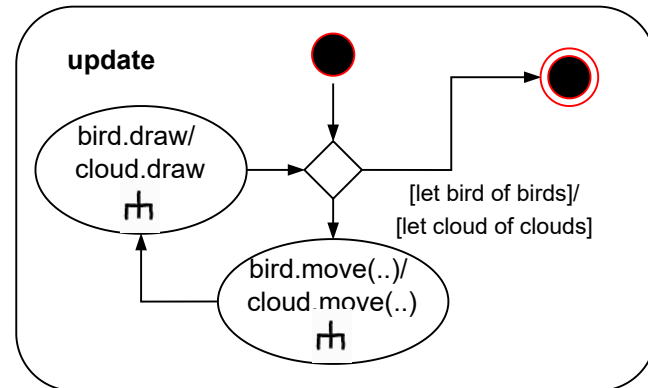 update
bird.draw/
cloud.draw
[let bird of birds]/
[let cloud of clouds]
bird.move(..)/
cloud.move(..)